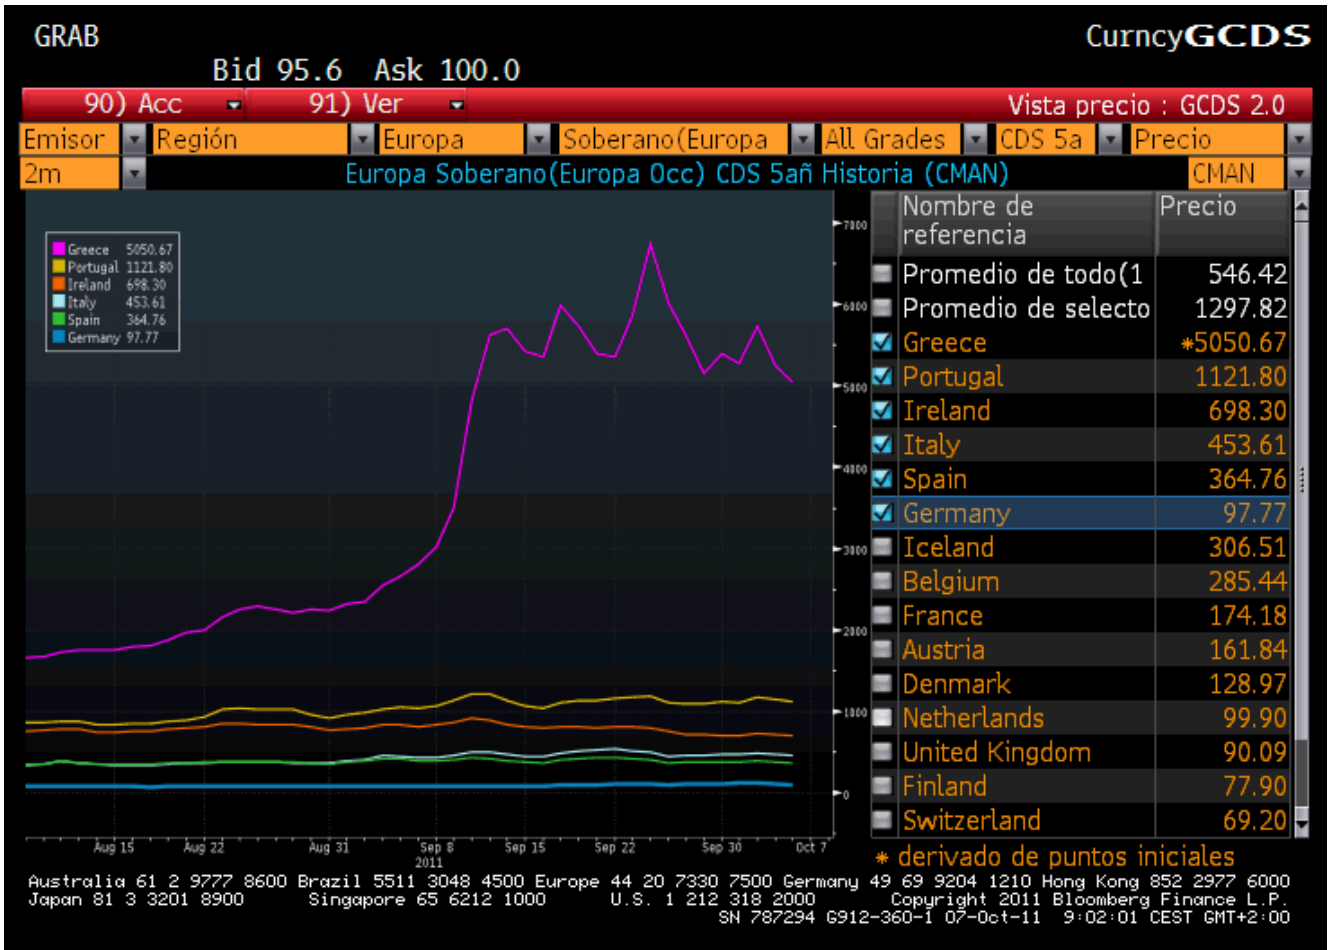 GRAB
CurncyGCDS
Bid 95.6 Ask 100.0
90) Acc 91) Ver Vista precio : GCDS 2.0
Emisor Región Europa Soberano(Europa All Grades CDS 5a Precio
2m Europa Soberano(Europa Occ) CDS 5añ Historia (CMAN) CMAN
Greece 5050.67
Portugal 1121.80
Ireland 698.30
Italy 453.61
Spain 364.76
Germany 97.77
7000
6000
5000
4000
3000
2000
1000
0
Aug 15 Aug 22 Aug 31 Sep 8 Sep 15 Sep 22 Sep 30 Oct 7
2011
Nombre de referencia Precio
Promedio de todo(1 546.42
Promedio de selecto 1297.82
Greece *5050.67
Portugal 1121.80
Ireland 698.30
Italy 453.61
Spain 364.76
Germany 97.77
Iceland 306.51
Belgium 285.44
France 174.18
Austria 161.84
Denmark 128.97
Netherlands 99.90
United Kingdom 90.09
Finland 77.90
Switzerland 69.20
* derivado de puntos iniciales
Australia 61 2 9777 8600 Brazil 5511 3048 4500 Europe 44 20 7330 7500 Germany 49 69 9204 1210 Hong Kong 852 2977 6000
Japan 81 3 3201 8900 Singapore 65 6212 1000 U.S. 1 212 318 2000 Copyright 2011 Bloomberg Finance L.P.
SN 787294 G912-360-1 07-Oct-11 9:02:01 CEST GMT+2:00